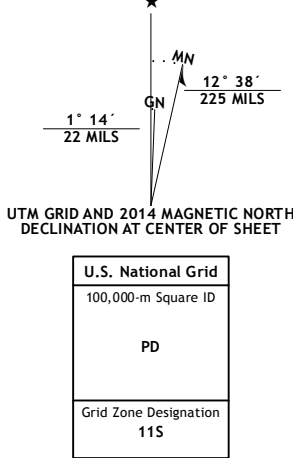 ★
MN
GN
12° 38´
225 MILS
1° 14´
22 MILS
UTM GRID AND 2014 MAGNETIC NORTH
DECLINATION AT CENTER OF SHEET
U.S. National Grid
100,000-m Square ID
PD
Grid Zone Designation
11S